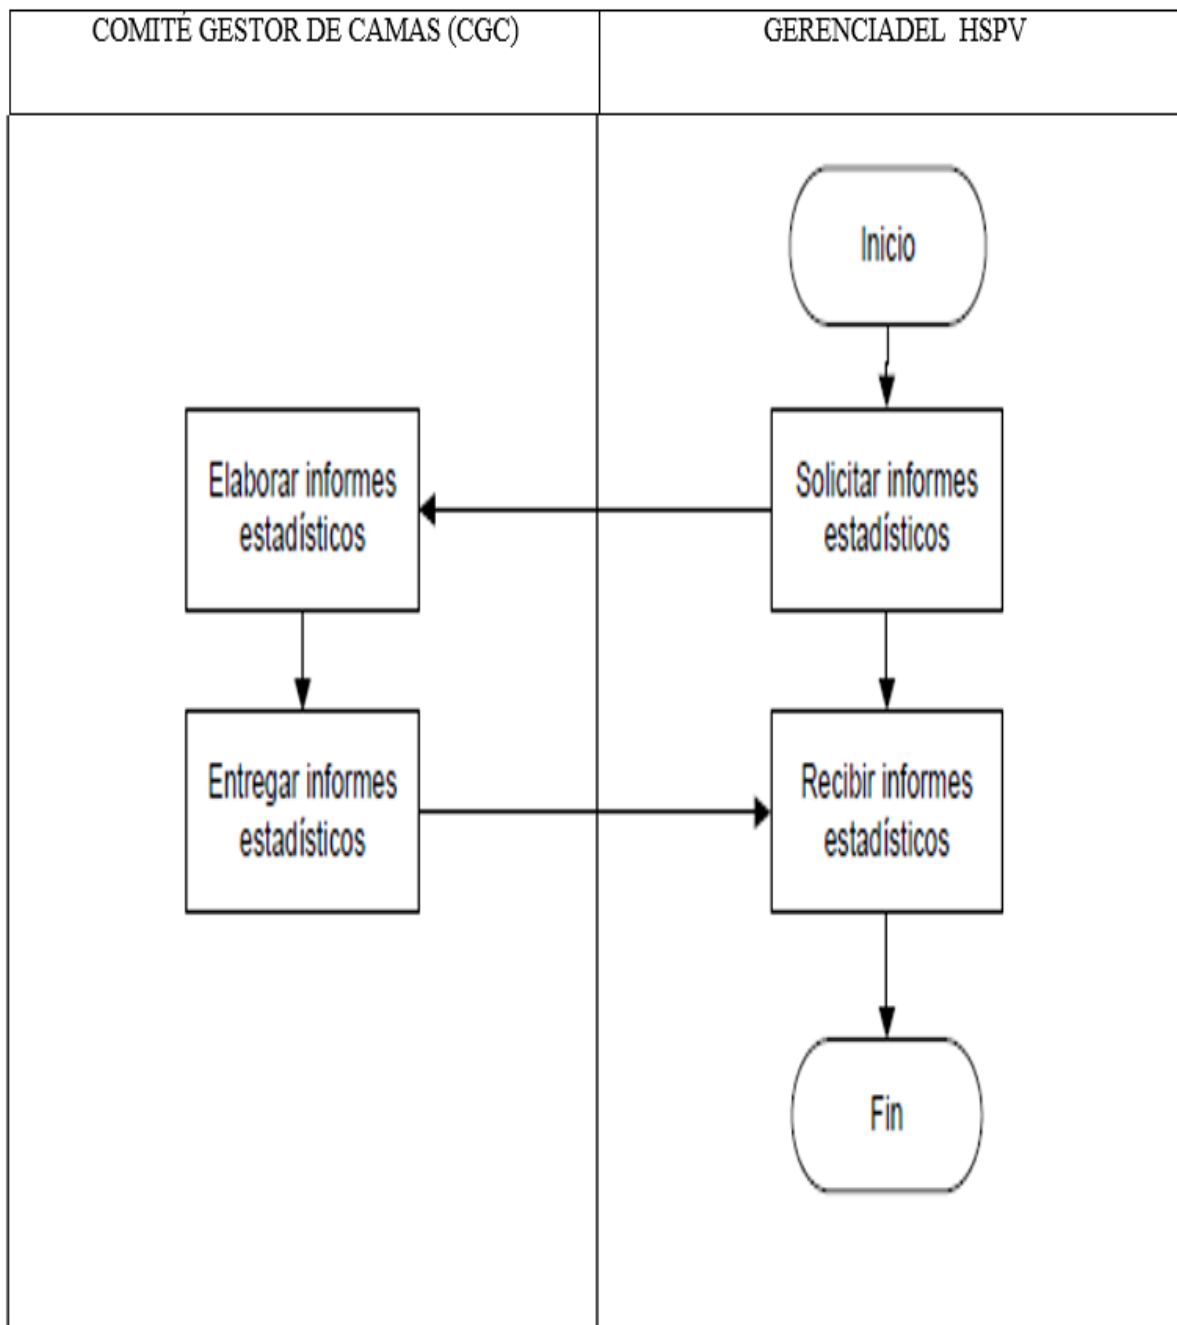 COMITÉ GESTOR DE CAMAS (CGC)
GERENCIADEL HSPV
Inicio
Elaborar informes
estadísticos
Solicitar informes
estadísticos
Entregar informes
estadísticos
Recibir informes
estadísticos
Fin